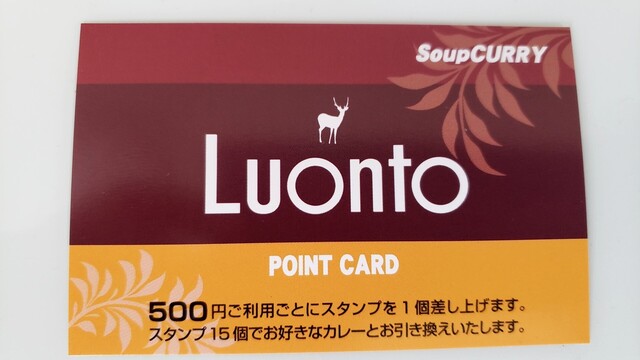 SoupCURRY
Luonto
POINT CARD
500円ご利用ごとにスタンプを1個差し上げます。
スタンプ15個でお好きなカレーとお引き換えいたします。